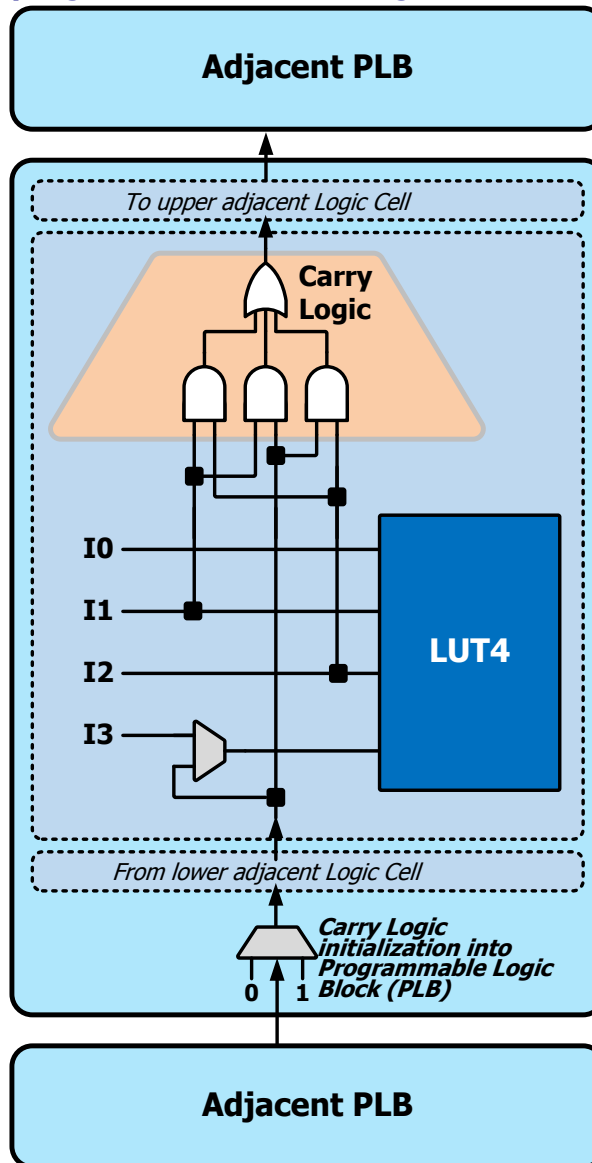 Adjacent PLB
To upper adjacent Logic Cell
Carry
Logic
I0
I1
LUT4
I2
I3
From lower adjacent Logic Cell
Carry Logic
initialization into
Programmable Logic
Block (PLB)
0 1
Adjacent PLB